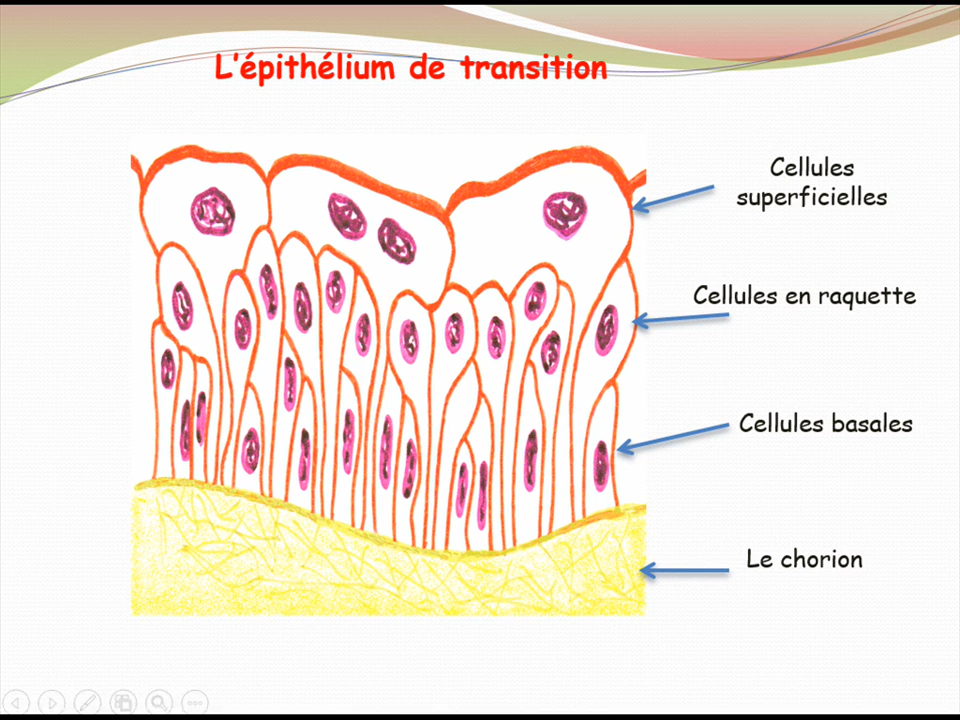 L'épithélium de transition
Cellules
superficielles
Cellules en raquette
Cellules basales
Le chorion